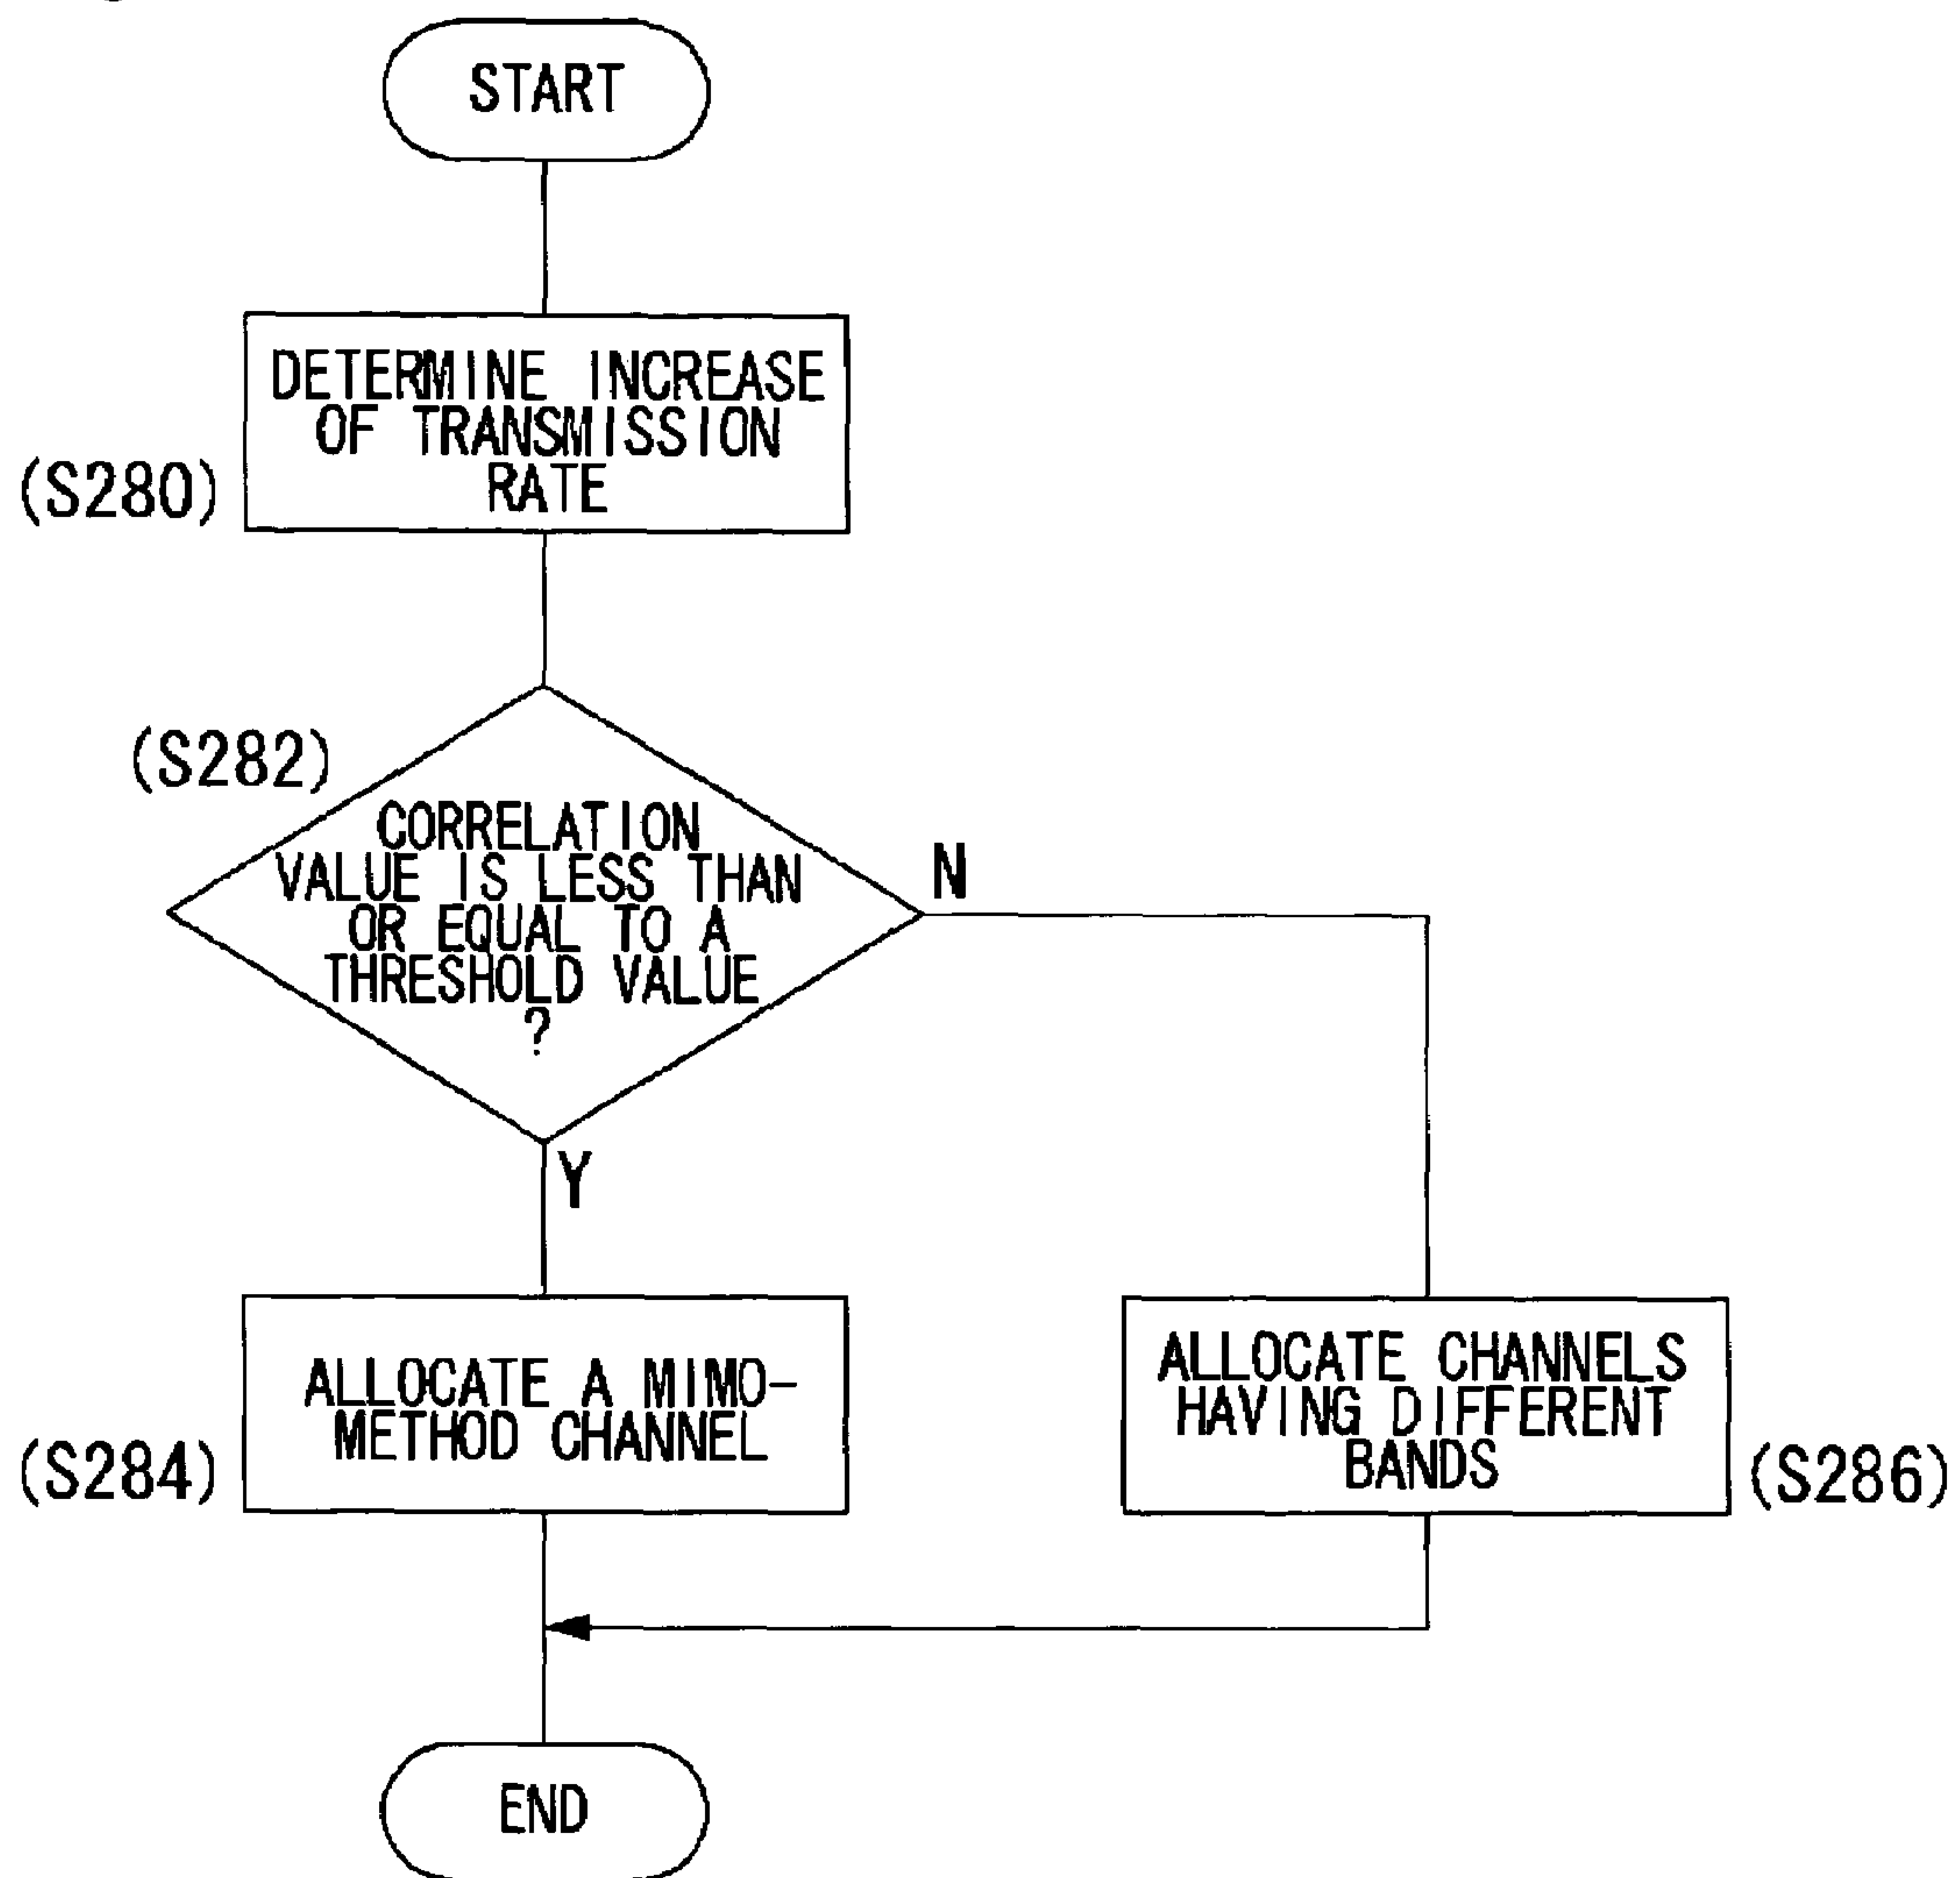 START
DETERMINE INCREASE
OF TRANSMISSION
RATE
(S280)
(S282)
CORRELATION
VALUE IS LESS THAN
OR EQUAL TO A
THRESHOLD VALUE
?
N
Y
ALLOCATE A MIMO-
METHOD CHANNEL
(S284)
ALLOCATE CHANNELS
HAVING DIFFERENT
BANDS
(S286)
END